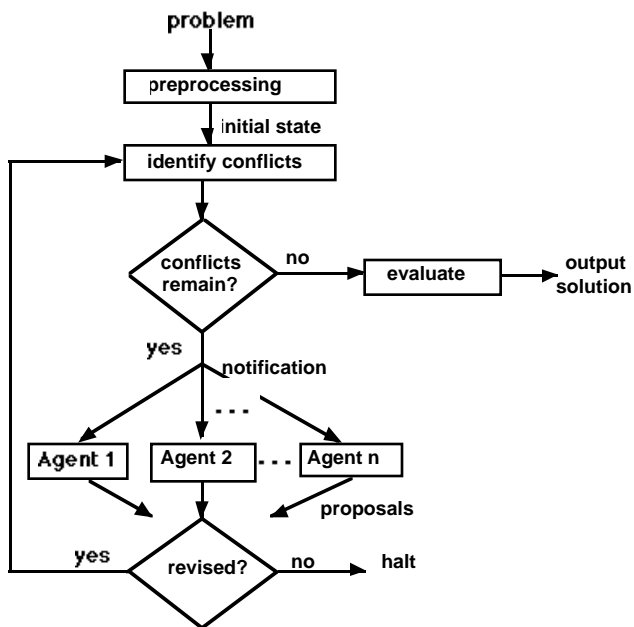 problem
preprocessing
initial state
identify conflicts
conflicts
remain?
no
evaluate
output
solution
yes
notification
- - -
Agent 1
Agent 2
- - -
Agent n
proposals
yes
revised?
no
halt